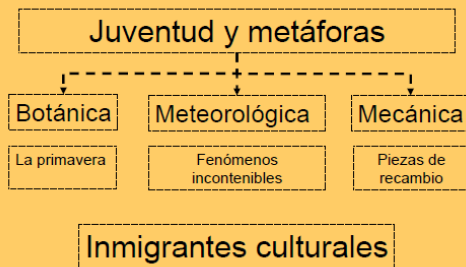 Juventud y metáforas
Botánica
Meteorológica
Mecánica
La primavera
Fenómenos
incontenibles
Piezas de
recambio
Inmigrantes culturales